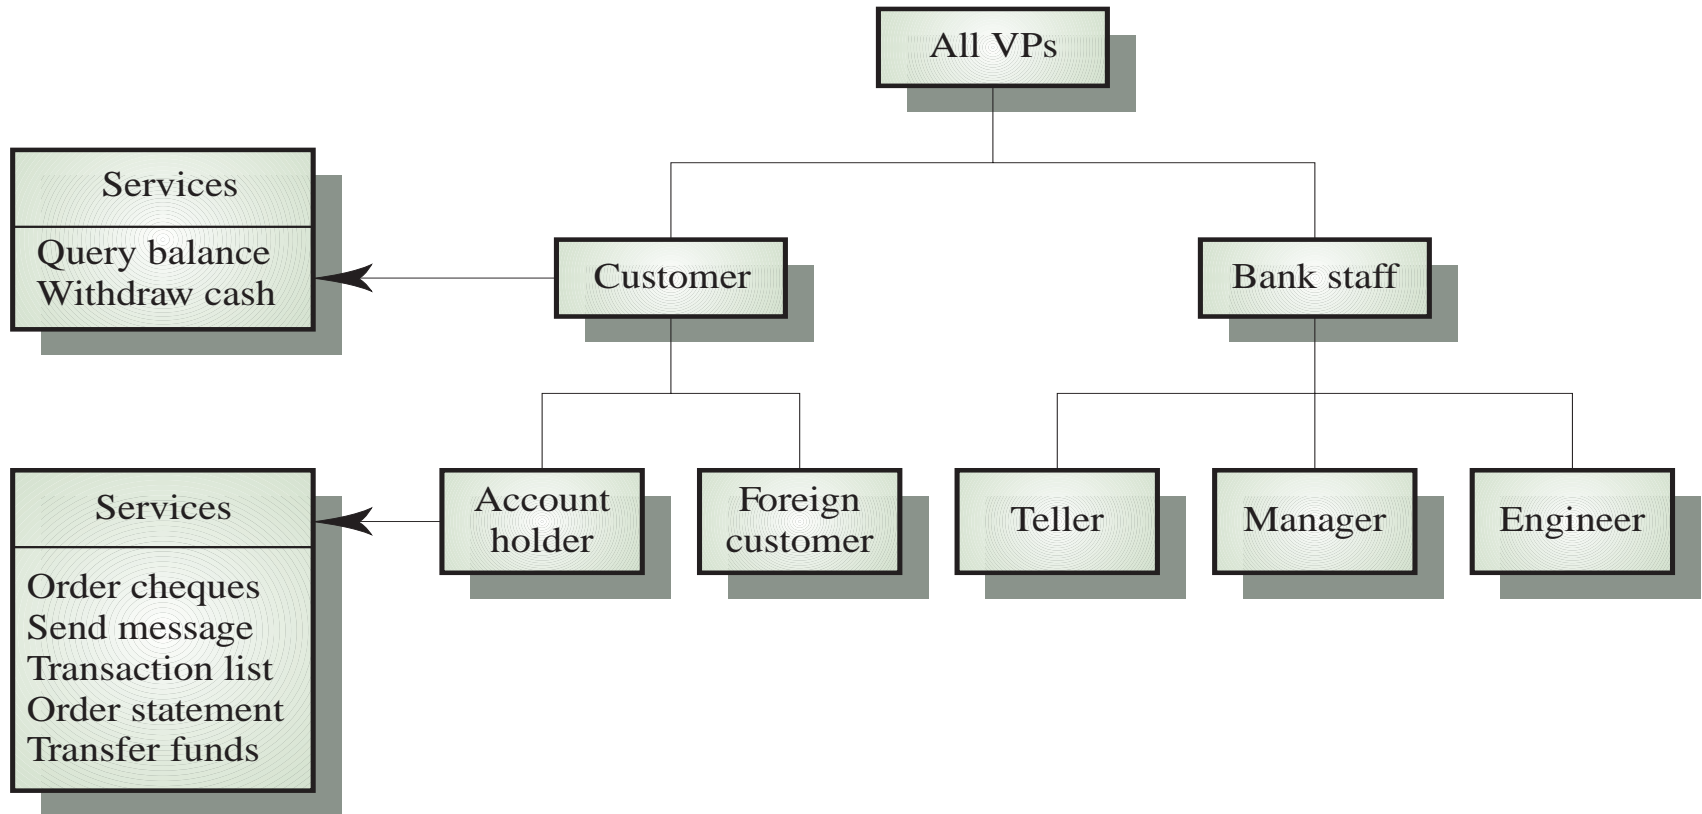 All VPs
Services
Query balance
Withdraw cash
Customer
Bank staff
Services
Order cheques
Send message
Transaction list
Order statement
Transfer funds
Account
holder
Foreign
customer
Teller
Manager
Engineer